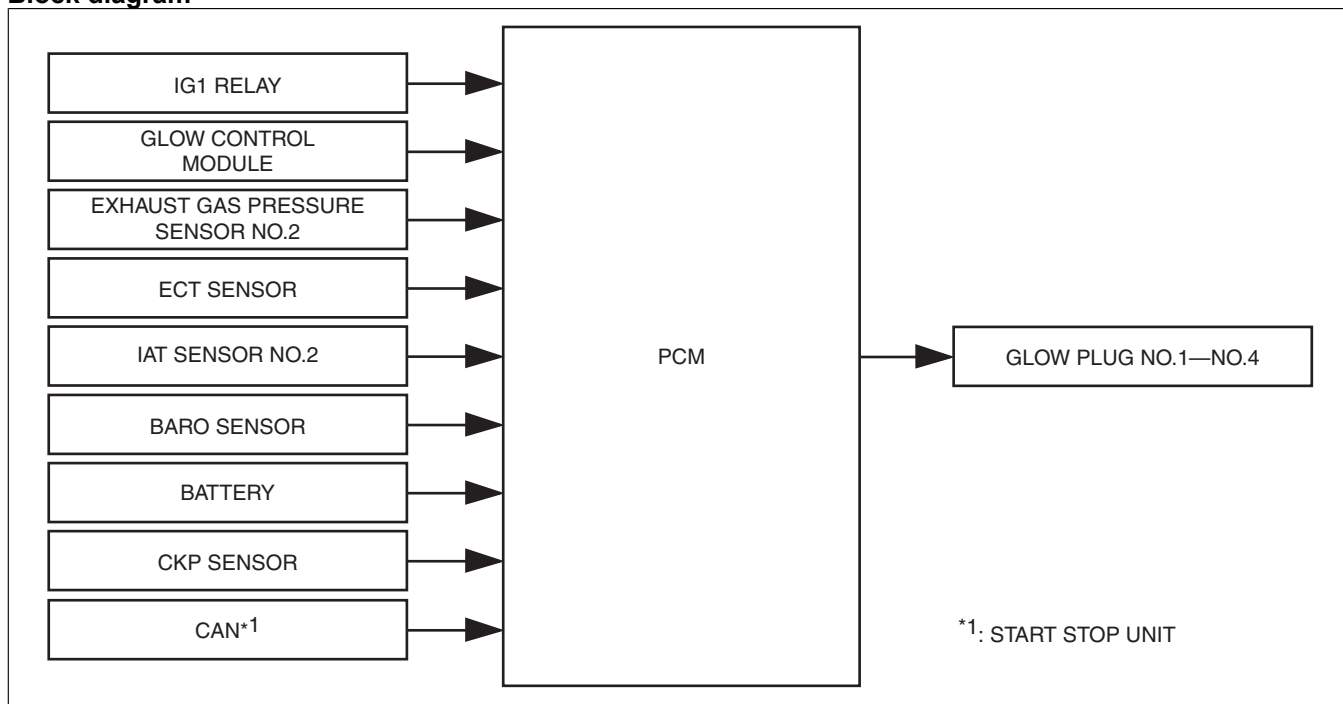 Block diagram
IG1 RELAY
GLOW CONTROL
MODULE
EXHAUST GAS PRESSURE
SENSOR NO.2
ECT SENSOR
IAT SENSOR NO.2
BARO SENSOR
BATTERY
CKP SENSOR
CAN*1
PCM
GLOW PLUG NO.1—NO.4
*1: START STOP UNIT